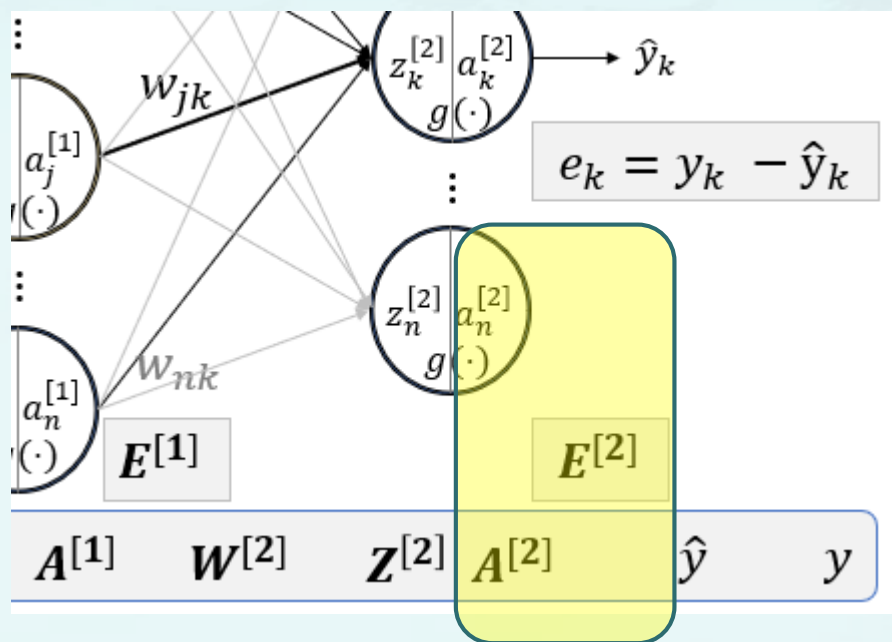 ⋮
z_k^[2] a_k^[2]
g(·)
ŷ_k
w_jk
a_j^[1]
(·)
e_k = y_k − ŷ_k
⋮
⋮
z_n^[2] a_n^[2]
g(·)
w_nk
a_n^[1]
(·)
E^[1]
E^[2]
A^[1] W^[2] Z^[2] A^[2] ŷ y